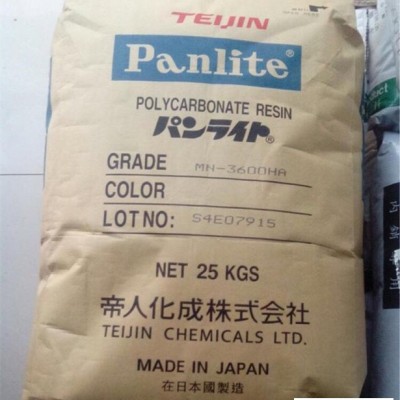 TEIJIN
Panlite®
POLYCARBONATE RESIN
パンライト®
GRADE MN-3600HA
COLOR
LOT NO: S4E07915
NET 25 KGS
帝人化成株式会社
TEIJIN CHEMICALS LTD.
MADE IN JAPAN
在日本國製造